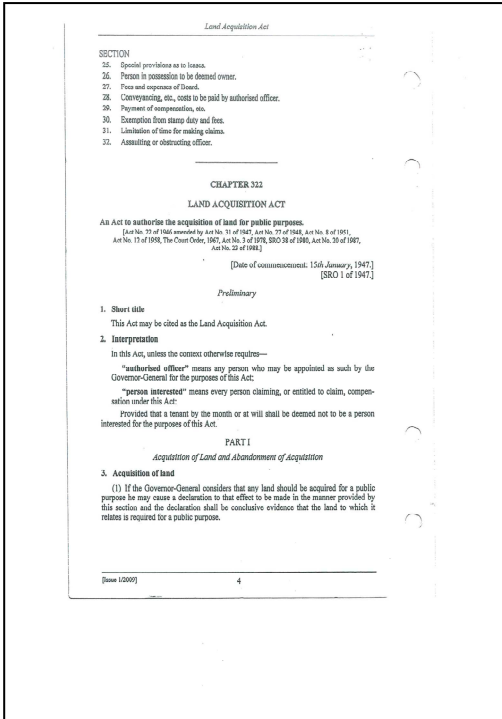 Land Acquisition Act
SECTION
25. Special provisions as to leases.
26. Person in possession to be deemed owner.
27. Fees and expenses of Board.
28. Conveyancing, etc., costs to be paid by authorised officer.
29. Payment of compensation, etc.
30. Exemption from stamp duty and fees.
31. Limitation of time for making claims.
32. Assaulting or obstructing officer.
CHAPTER 322
LAND ACQUISITION ACT
An Act to authorise the acquisition of land for public purposes.
[Act No. 22 of 1946 amended by Act No. 31 of 1947, Act No. 27 of 1948, Act No. 8 of 1951,
Act No. 12 of 1958, The Court Order, 1967, Act No. 3 of 1978, SRO 38 of 1980, Act No. 20 of 1987,
Act No. 22 of 1988.]
[Date of commencement: 15th January, 1947.]
[SRO 1 of 1947.]
Preliminary
1. Short title
This Act may be cited as the Land Acquisition Act.
2. Interpretation
In this Act, unless the context otherwise requires—
"authorised officer" means any person who may be appointed as such by the
Governor-General for the purposes of this Act;
"person interested" means every person claiming, or entitled to claim, compen-
sation under this Act:
Provided that a tenant by the month or at will shall be deemed not to be a person
interested for the purposes of this Act.
PART I
Acquisition of Land and Abandonment of Acquisition
3. Acquisition of land
(1) If the Governor-General considers that any land should be acquired for a public
purpose he may cause a declaration to that effect to be made in the manner provided by
this section and the declaration shall be conclusive evidence that the land to which it
relates is required for a public purpose.
[Issue 1/2009]
4